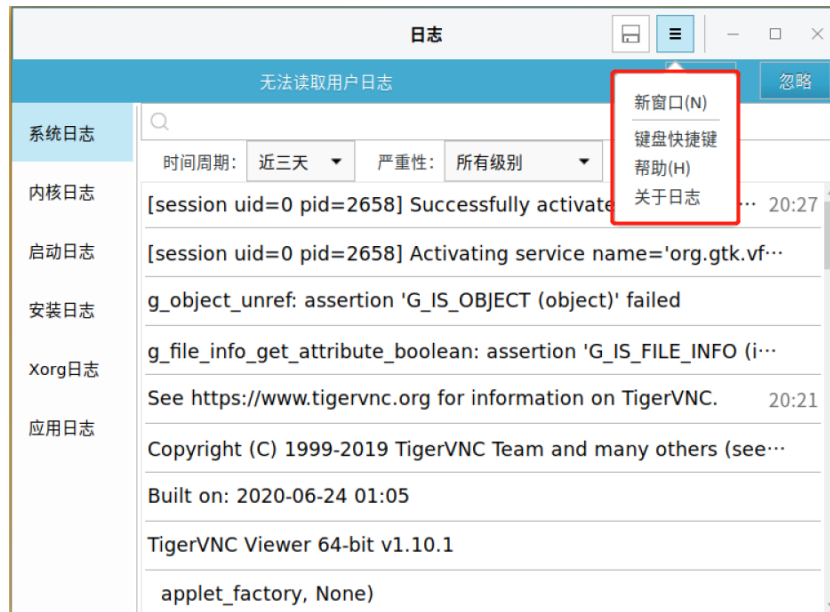 日志
无法读取用户日志
忽略
新窗口(N)
键盘快捷键
帮助(H)
关于日志
系统日志
内核日志
启动日志
安装日志
Xorg日志
应用日志
时间周期: 近三天 严重性: 所有级别
[session uid=0 pid=2658] Successfully activate ··· 20:27
[session uid=0 pid=2658] Activating service name='org.gtk.vf···
g_object_unref: assertion 'G_IS_OBJECT (object)' failed
g_file_info_get_attribute_boolean: assertion 'G_IS_FILE_INFO (i···
See https://www.tigervnc.org for information on TigerVNC. 20:21
Copyright (C) 1999-2019 TigerVNC Team and many others (see···
Built on: 2020-06-24 01:05
TigerVNC Viewer 64-bit v1.10.1
applet_factory, None)